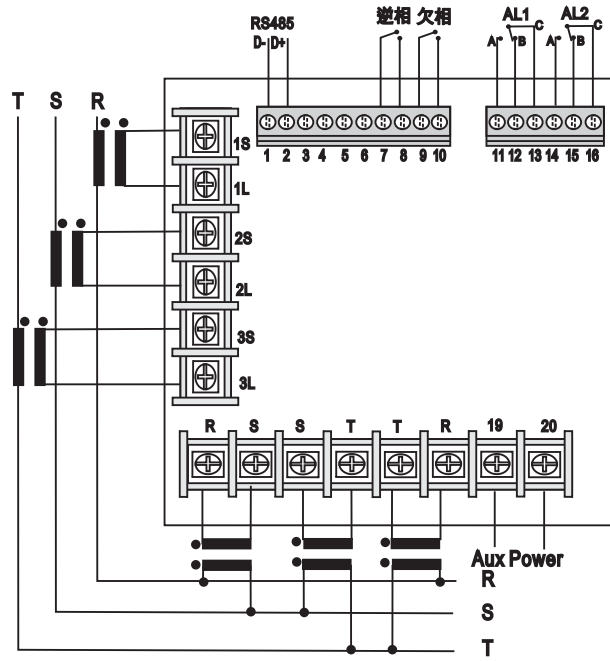 RS485 逆相 欠相 AL1 AL2
D- D+ A B C A B C
T S R
1 2 3 4 5 6 7 8 9 10 11 12 13 14 15 16
1S
1L
2S
2L
3S
3L
R S S T T R 19 20
Aux Power
R
S
T